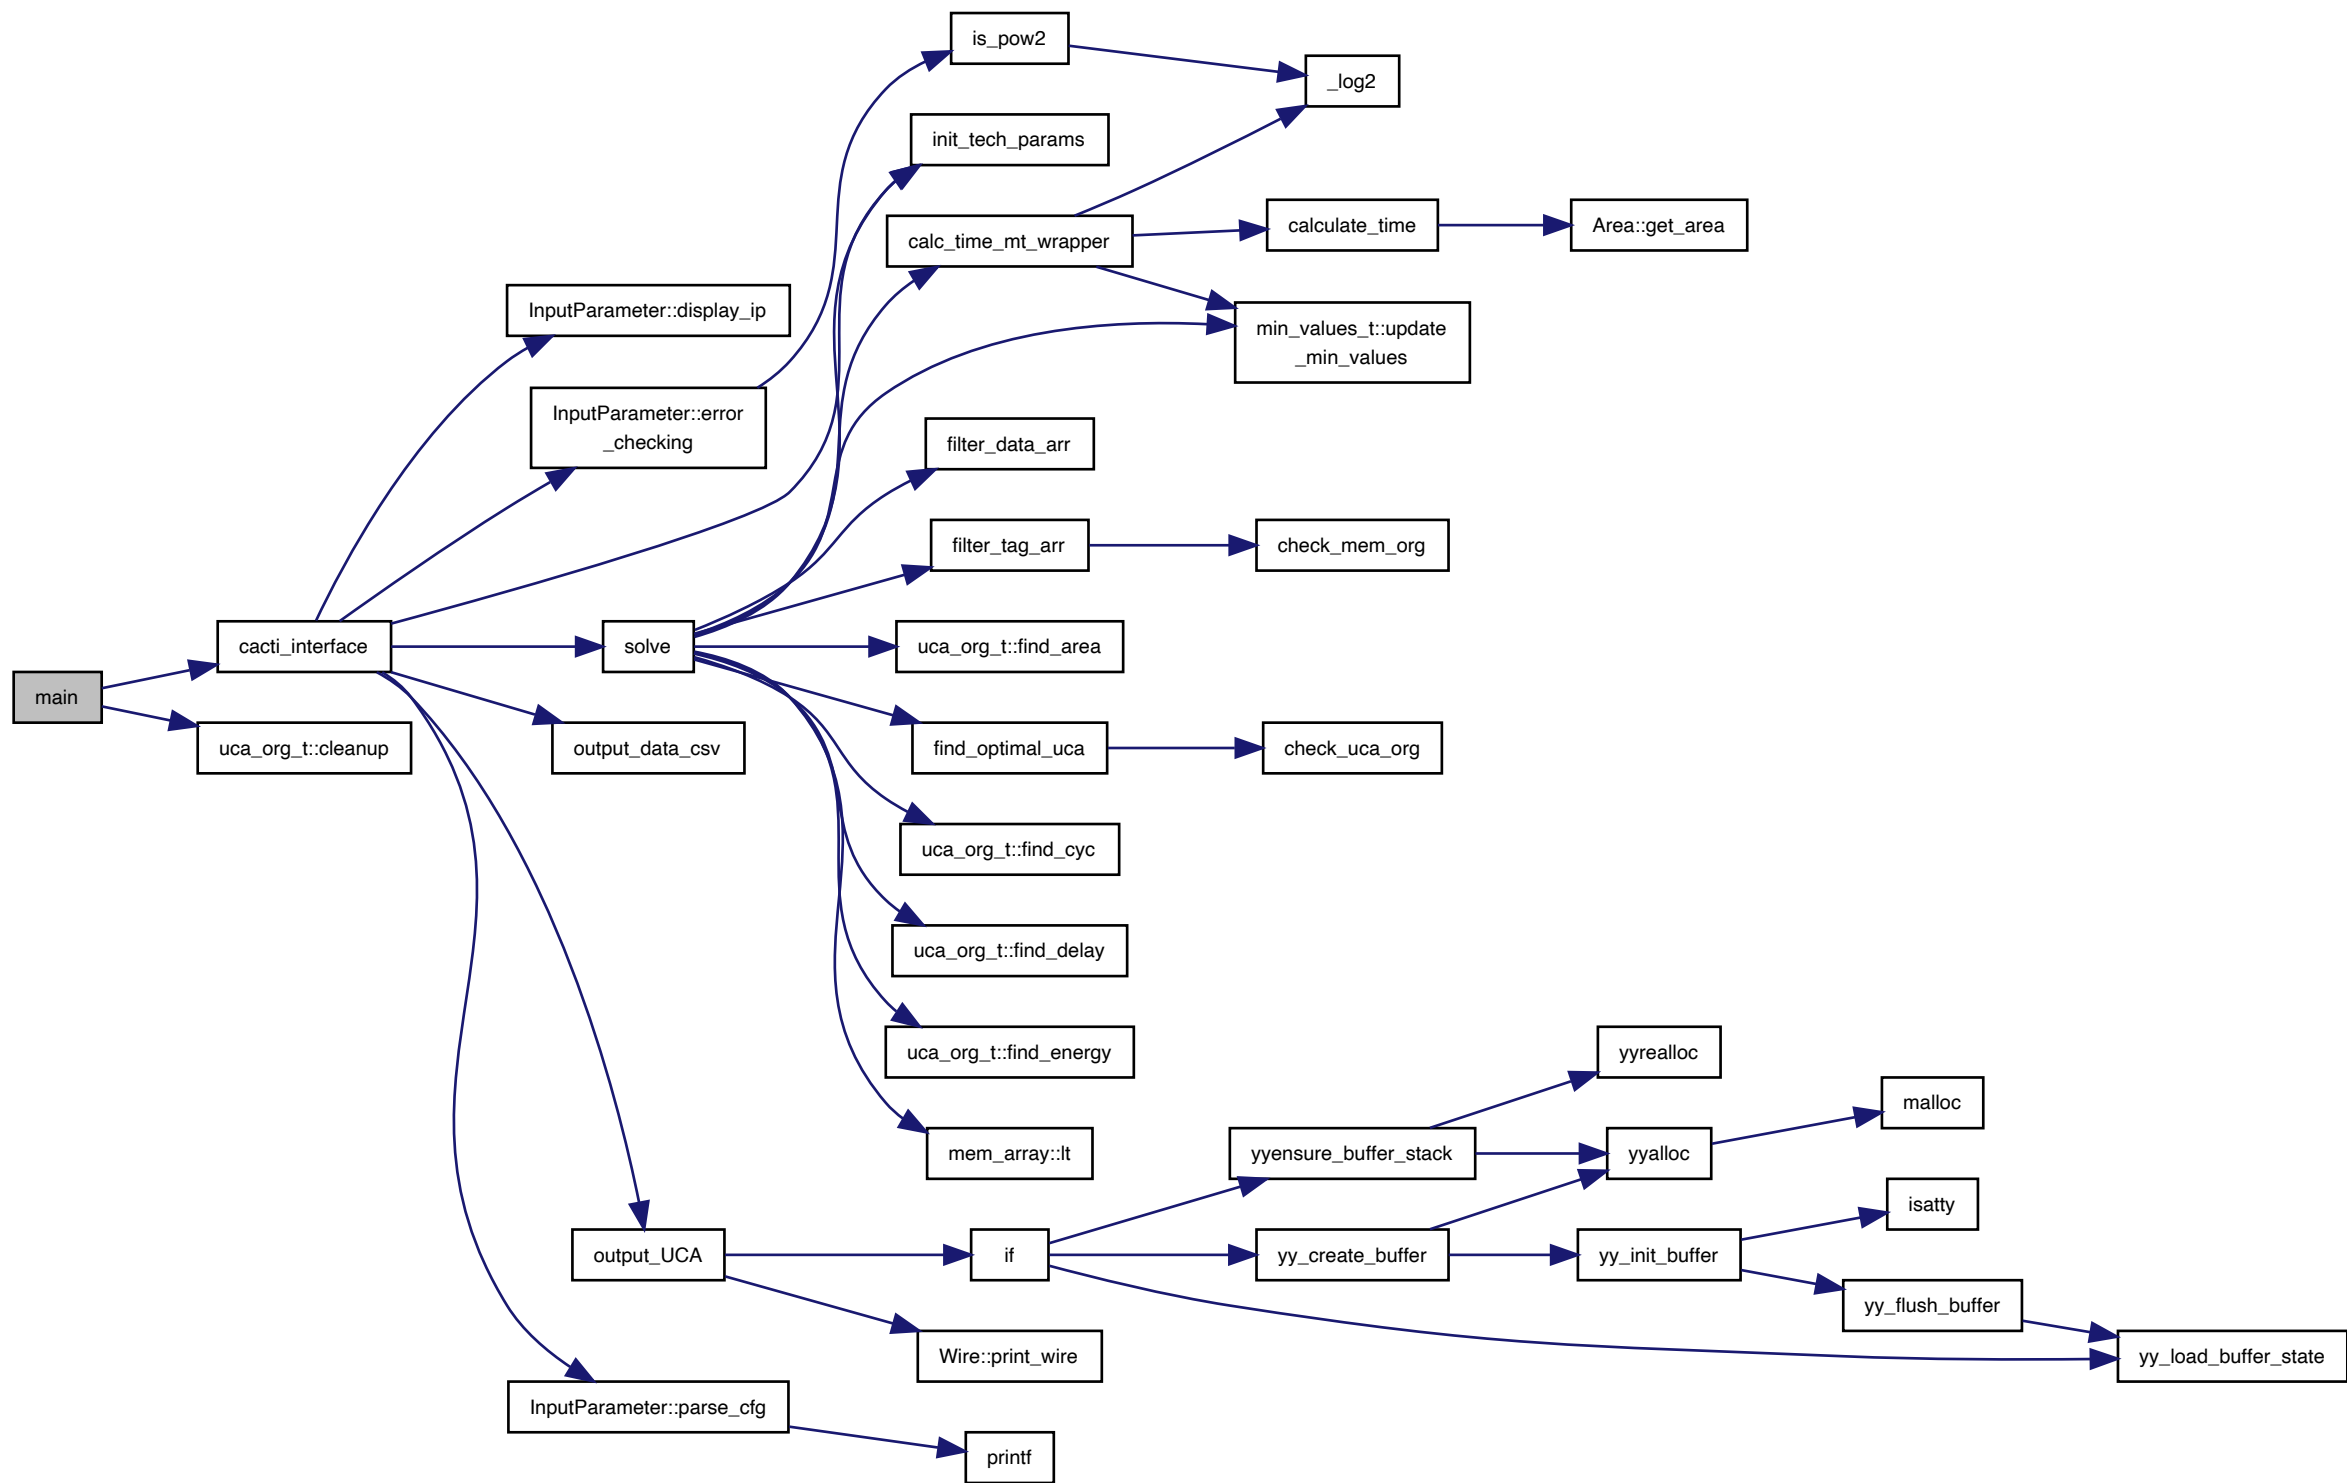 is_pow2
_log2
init_tech_params
calc_time_mt_wrapper
calculate_time
Area::get_area
InputParameter::display_ip
min_values_t::update
_min_values
InputParameter::error
_checking
filter_data_arr
filter_tag_arr
check_mem_org
cacti_interface
solve
uca_org_t::find_area
main
uca_org_t::cleanup
output_data_csv
find_optimal_uca
check_uca_org
uca_org_t::find_cyc
uca_org_t::find_delay
uca_org_t::find_energy
yyrealloc
malloc
mem_array::lt
yyensure_buffer_stack
yyalloc
isatty
output_UCA
if
yy_create_buffer
yy_init_buffer
yy_flush_buffer
Wire::print_wire
yy_load_buffer_state
InputParameter::parse_cfg
printf